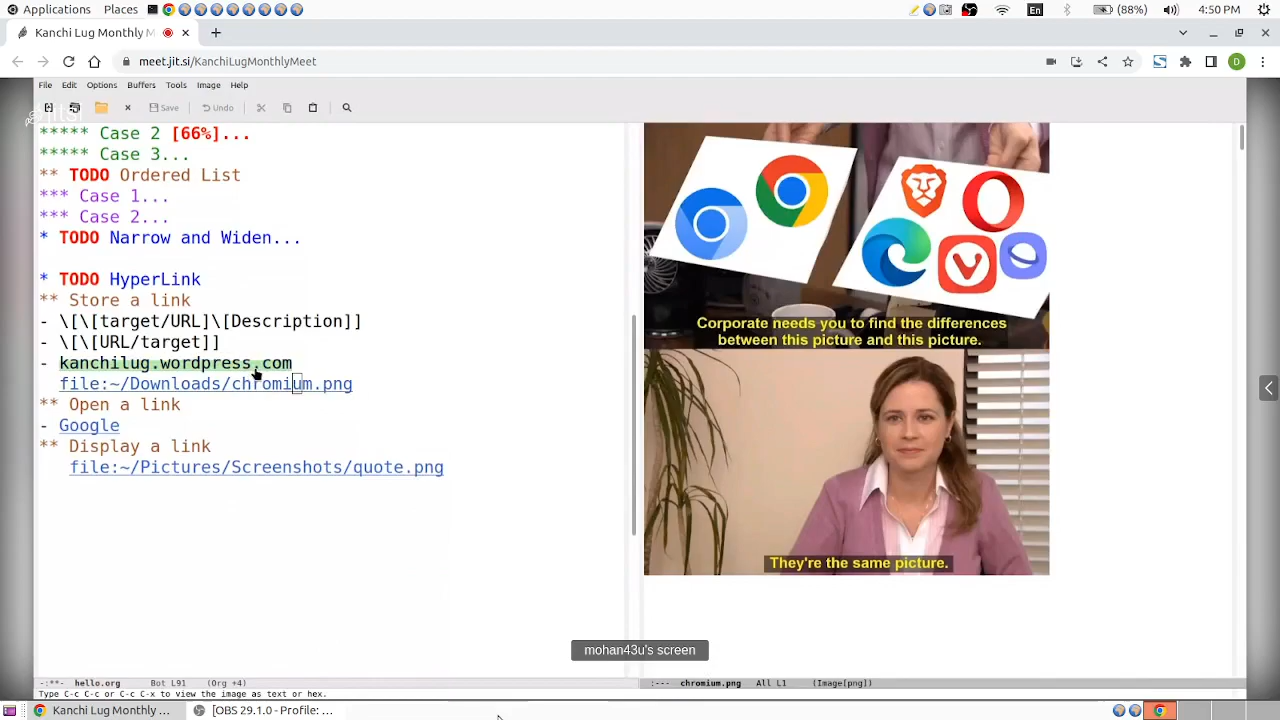 Applications Places En (88%) 4:50 PM
Kanchi Lug Monthly M
meet.jit.si/KanchiLugMonthlyMeet D
File Edit Options Buffers Tools Image Help
jitsi
Save Undo
***** Case 2 [66%]...
***** Case 3...
** TODO Ordered List
*** Case 1...
*** Case 2...
* TODO Narrow and Widen...
* TODO HyperLink
** Store a link
- \[\[target/URL]\[Description]]
- \[\[URL/target]]
- kanchilug.wordpress.com
file:~/Downloads/chromium.png
** Open a link
- Google
** Display a link
file:~/Pictures/Screenshots/quote.png
Corporate needs you to find the differences
between this picture and this picture.
They're the same picture.
mohan43u's screen
-:**- hello.org Bot L91 (Org +4)
:--- chromium.png All L1 (Image[png])
Type C-c C-c or C-c C-x to view the image as text or hex.
Kanchi Lug Monthly ... [OBS 29.1.0 - Profile: ...